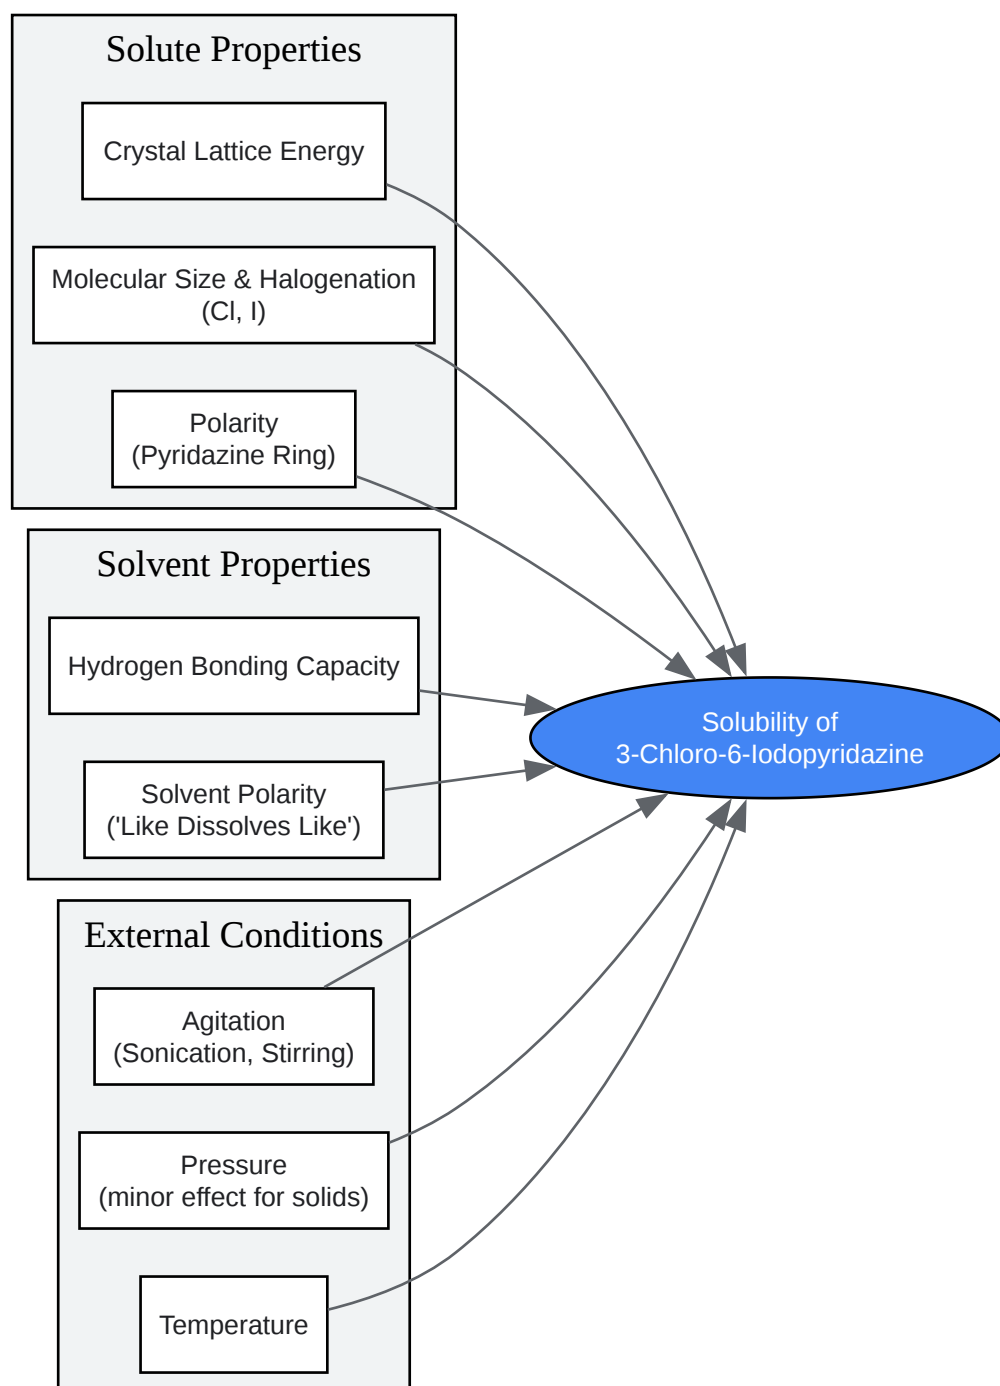 Solute Properties
Crystal Lattice Energy
Molecular Size & Halogenation
(Cl, I)
Polarity
(Pyridazine Ring)
Solvent Properties
Hydrogen Bonding Capacity
Solvent Polarity
('Like Dissolves Like')
External Conditions
Agitation
(Sonication, Stirring)
Pressure
(minor effect for solids)
Temperature
Solubility of
3-Chloro-6-Iodopyridazine